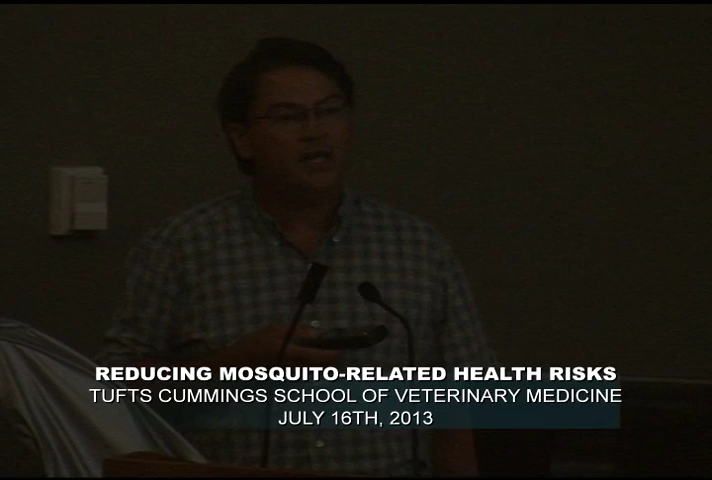 REDUCING MOSQUITO-RELATED HEALTH RISKS
TUFTS CUMMINGS SCHOOL OF VETERINARY MEDICINE
JULY 16TH, 2013